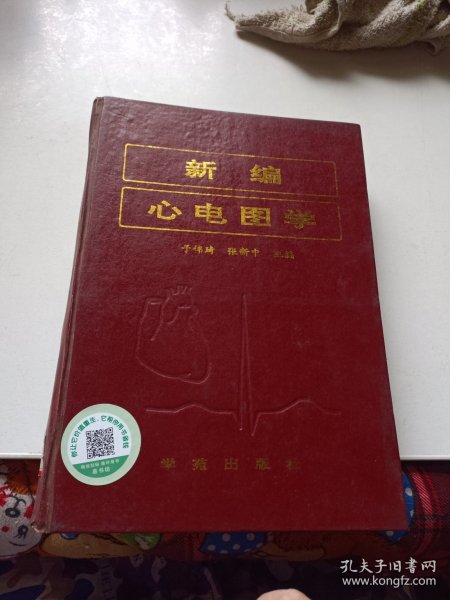 新编
心电图学
于伟琦 张新中 主编
学苑出版社
孔夫子旧书网
www.kongfz.com